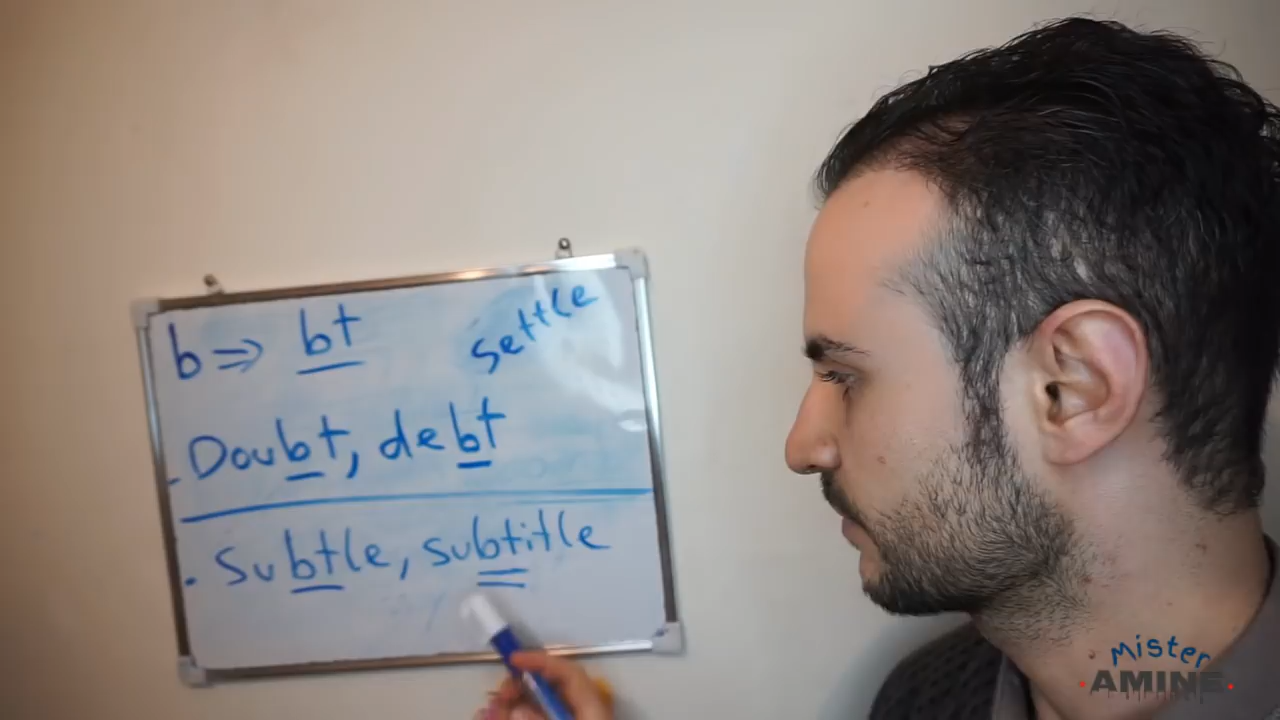 b ⇒ bt
settle
. Doubt, debt
. Subtle, subtitle
Mister
AMINE